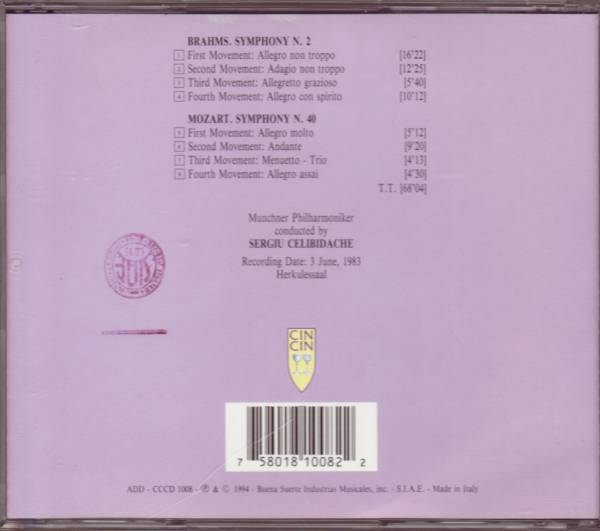 BRAHMS. SYMPHONY N. 2
1 First Movement: Allegro non troppo [16'22]
2 Second Movement: Adagio non troppo [12'25]
3 Third Movement: Allegretto grazioso [5'40]
4 Fourth Movement: Allegro con spirito [10'12]
MOZART. SYMPHONY N. 40
5 First Movement: Allegro molto [5'12]
6 Second Movement: Andante [9'20]
7 Third Movement: Menuetto - Trio [4'13]
8 Fourth Movement: Allegro assai [4'30]
T.T. [68'04]
Munchner Philharmoniker
conducted by
SERGIU CELIBIDACHE
Recording Date: 3 June, 1983
Herkulessaal
CIN
CIN
7 58018 10082 2
ADD - CCCD 1008 - ℗ & © 1994 - Buena Suerte Industrias Musicales, inc. - S.I.A.E. - Made in Italy